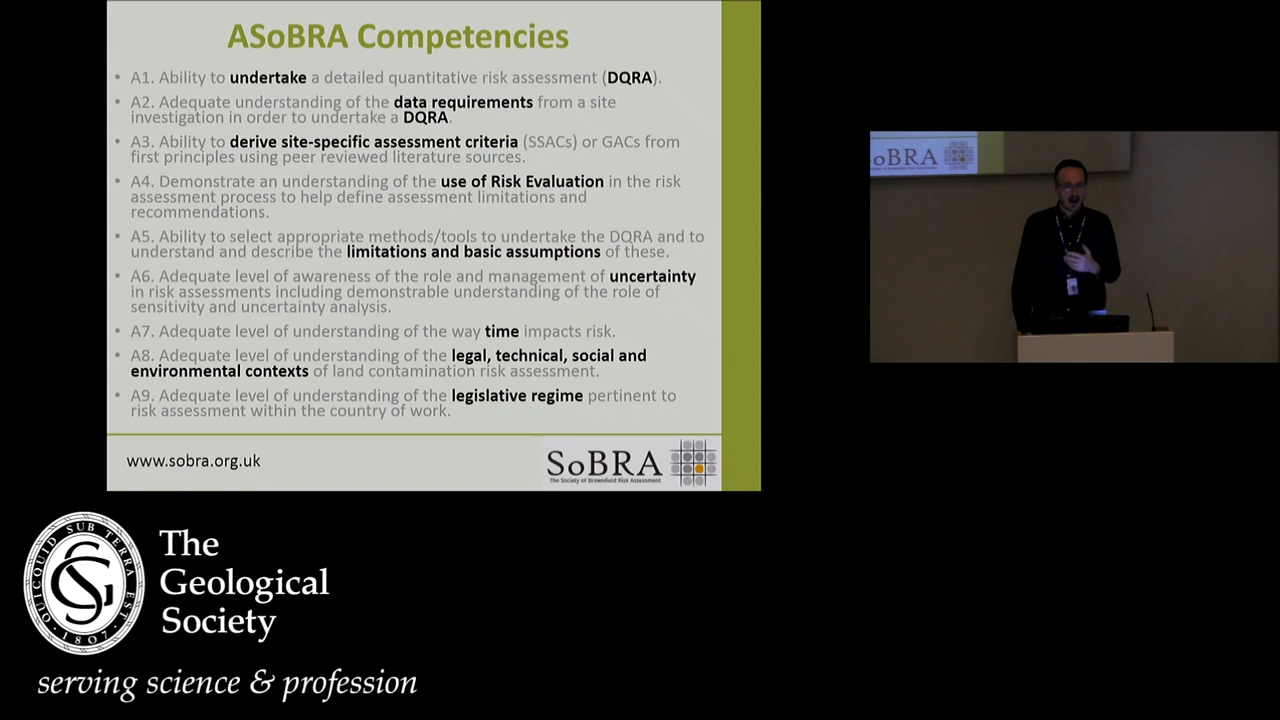 ASoBRA Competencies
• A1. Ability to undertake a detailed quantitative risk assessment (DQRA).
• A2. Adequate understanding of the data requirements from a site
investigation in order to undertake a DQRA.
• A3. Ability to derive site-specific assessment criteria (SSACs) or GACs from
first principles using peer reviewed literature sources.
• A4. Demonstrate an understanding of the use of Risk Evaluation in the risk
assessment process to help define assessment limitations and
recommendations.
• A5. Ability to select appropriate methods/tools to undertake the DQRA and to
understand and describe the limitations and basic assumptions of these.
• A6. Adequate level of awareness of the role and management of uncertainty
in risk assessments including demonstrable understanding of the role of
sensitivity and uncertainty analysis.
• A7. Adequate level of understanding of the way time impacts risk.
• A8. Adequate level of understanding of the legal, technical, social and
environmental contexts of land contamination risk assessment.
• A9. Adequate level of understanding of the legislative regime pertinent to
risk assessment within the country of work.
www.sobra.org.uk
SoBRA
The Society of Brownfield Risk Assessment
oBRA
QUICQUID SUB TERRA EST
· 1807 ·
The
Geological
Society
serving science & profession